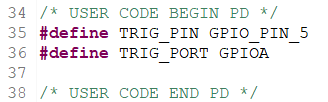 34 /* USER CODE BEGIN PD */
35 #define TRIG_PIN GPIO_PIN_5
36 #define TRIG_PORT GPIOA
37
38 /* USER CODE END PD */